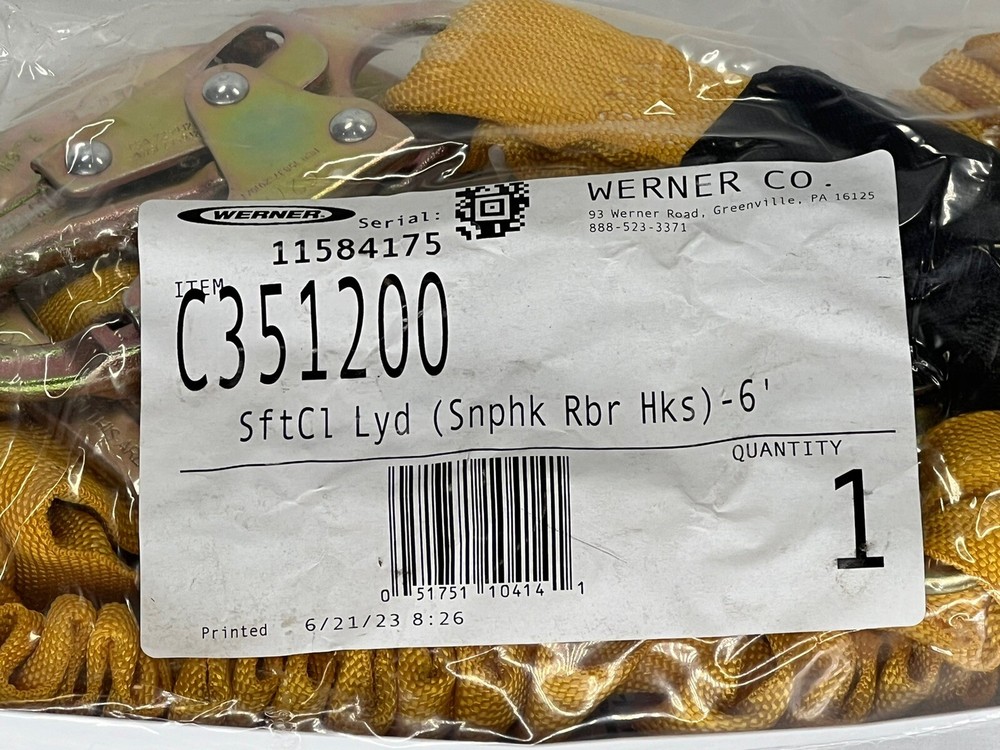 WERNER.
Serial:
11584175
WERNER CO.
93 Werner Road, Greenville, PA 16125
888-523-3371
ITEM
C351200
SftCl Lyd (Snphk Rbr Hks)-6'
QUANTITY
1
0 51751 10414 1
Printed 6/21/23 8:26